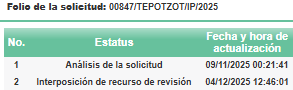 Folio de la solicitud: 00847/TEPOTZOT/IP/2025
No. Estatus Fecha y hora de actualización
1 Análisis de la solicitud 09/11/2025 00:21:41
2 Interposición de recurso de revisión 04/12/2025 12:46:01